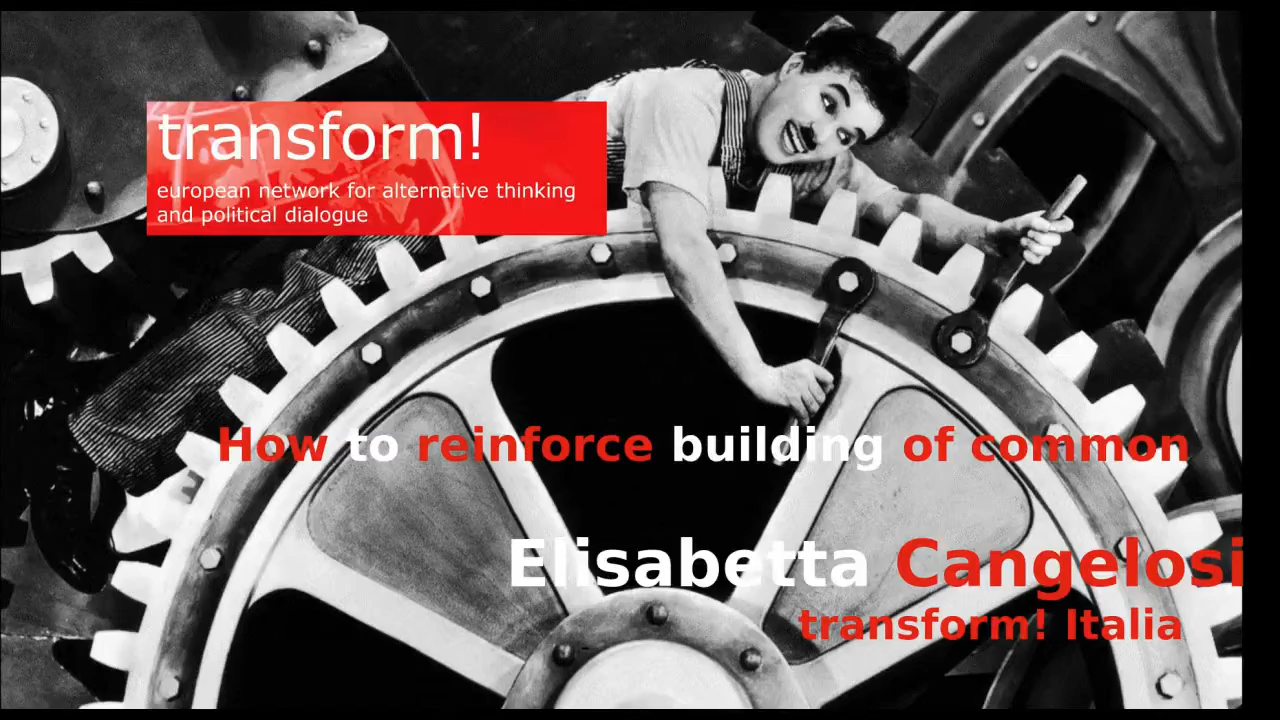 transform!
european network for alternative thinking
and political dialogue
How to reinforce building of common
Elisabetta Cangelosi
transform! Italia